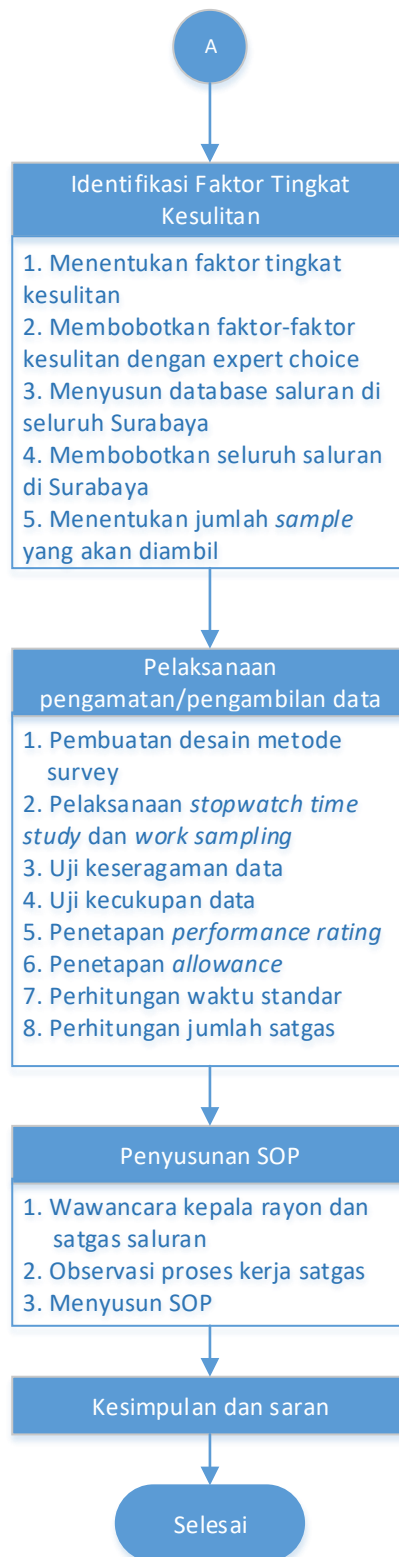 A
Identifikasi Faktor Tingkat
Kesulitan
1. Menentukan faktor tingkat
kesulitan
2. Membobotkan faktor-faktor
kesulitan dengan expert choice
3. Menyusun database saluran di
seluruh Surabaya
4. Membobotkan seluruh saluran
di Surabaya
5. Menentukan jumlah sample
yang akan diambil
Pelaksanaan
pengamatan/pengambilan data
1. Pembuatan desain metode
survey
2. Pelaksanaan stopwatch time
study dan work sampling
3. Uji keseragaman data
4. Uji kecukupan data
5. Penetapan performance rating
6. Penetapan allowance
7. Perhitungan waktu standar
8. Perhitungan jumlah satgas
Penyusunan SOP
1. Wawancara kepala rayon dan
satgas saluran
2. Observasi proses kerja satgas
3. Menyusun SOP
Kesimpulan dan saran
Selesai